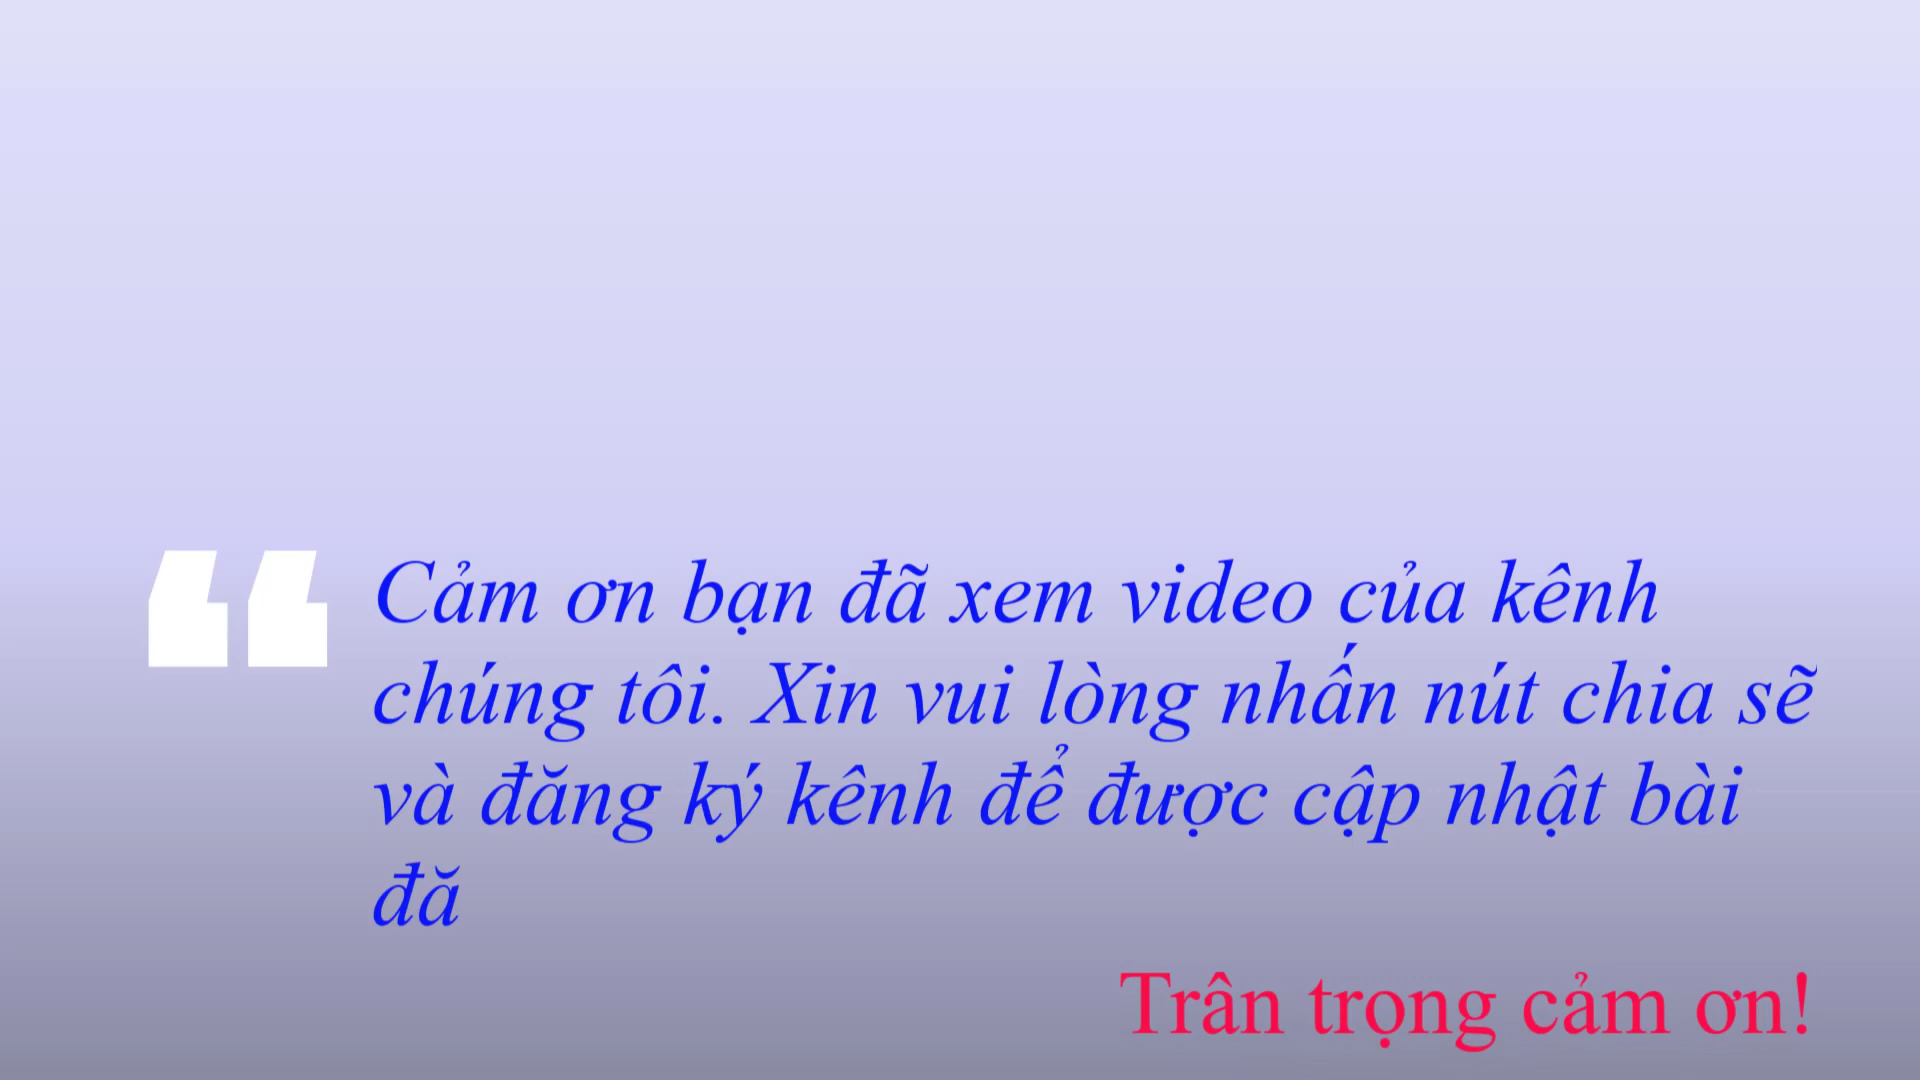 “Cảm ơn bạn đã xem video của kênh
chúng tôi. Xin vui lòng nhấn nút chia sẽ
và đăng ký kênh để được cập nhật bài
đă
Trân trọng cảm ơn!